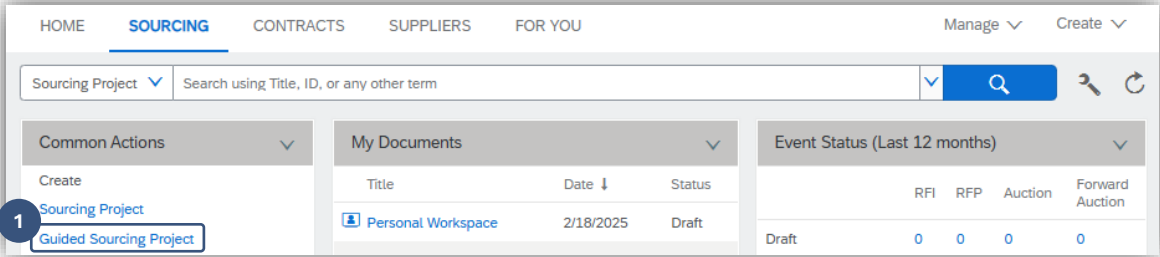 HOME SOURCING CONTRACTS SUPPLIERS FOR YOU Manage Create
Sourcing Project Search using Title, ID, or any other term
Common Actions
Create
Sourcing Project
1
Guided Sourcing Project
My Documents
Title Date ↓ Status
Personal Workspace 2/18/2025 Draft
Event Status (Last 12 months)
RFI RFP Auction Forward
Auction
Draft 0 0 0 0